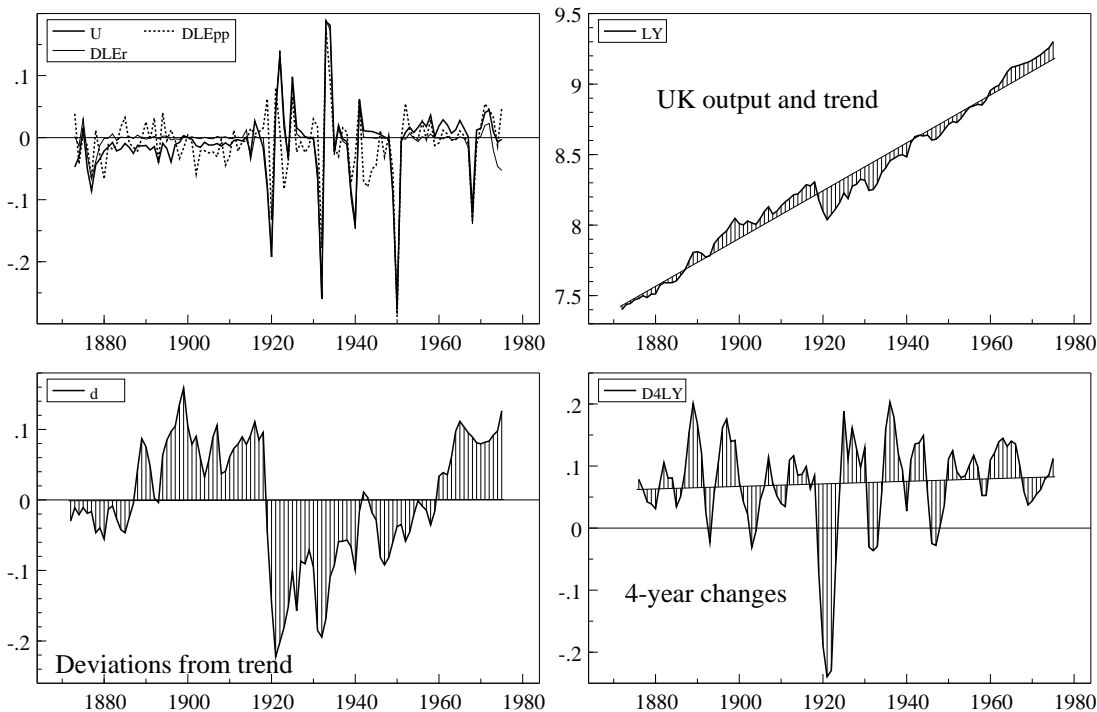 U DLEpp
DLEr
.1
0
-.1
-.2
1880 1900 1920 1940 1960 1980
LY
UK output and trend
9.5
9
8.5
8
7.5
1880 1900 1920 1940 1960 1980
d
.1
0
-.1
-.2
Deviations from trend
1880 1900 1920 1940 1960 1980
D4LY
.2
.1
0
-.1
-.2
4-year changes
1880 1900 1920 1940 1960 1980